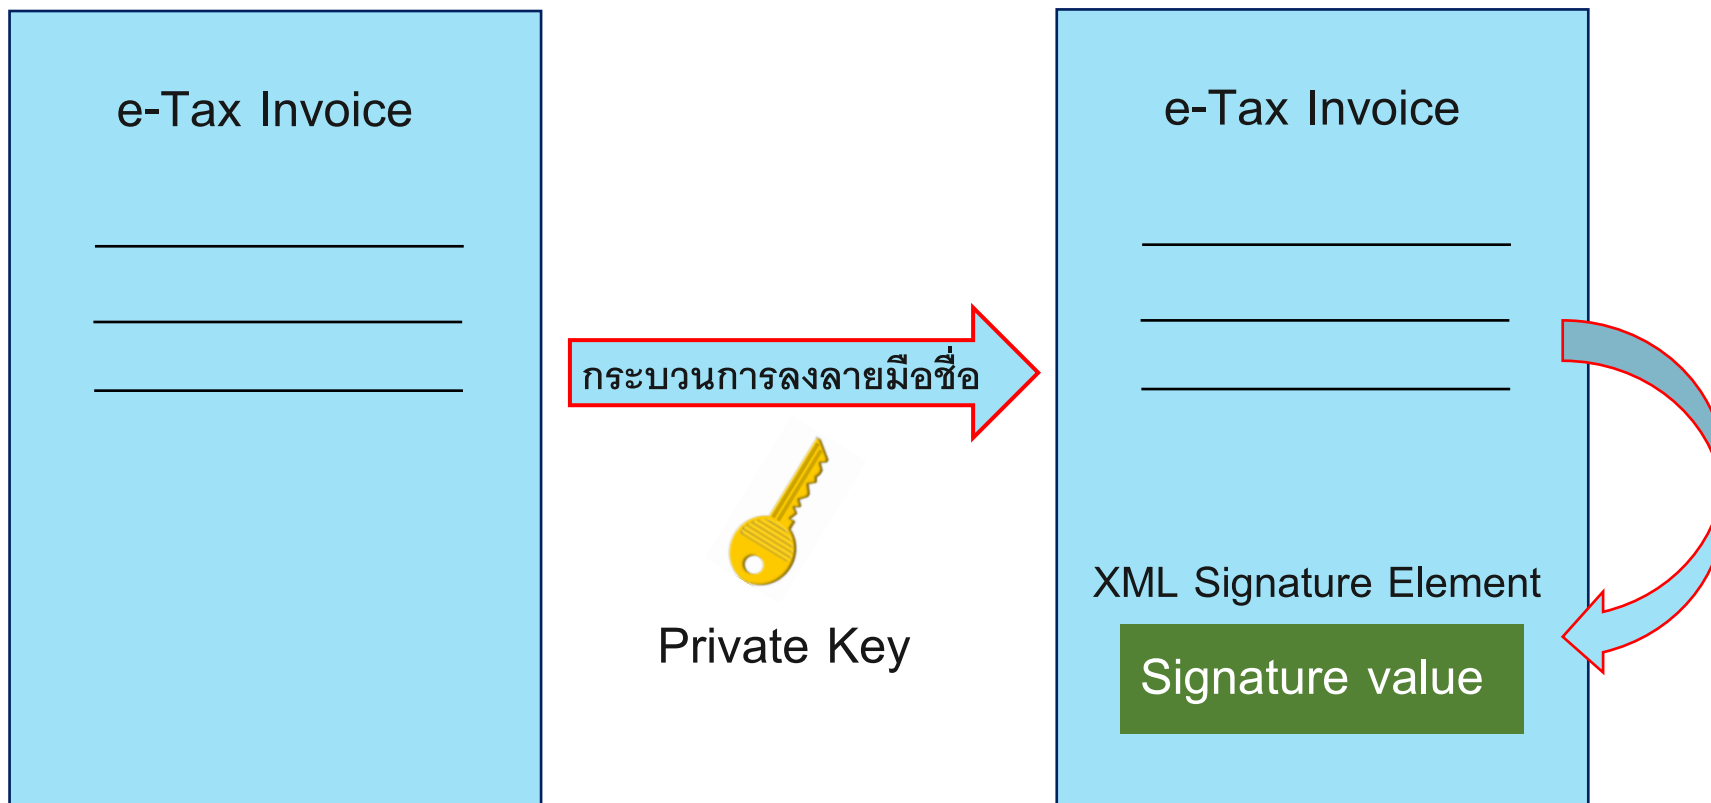 e-Tax Invoice
กระบวนการลงลายมือชื่อ
Private Key
e-Tax Invoice
XML Signature Element
Signature value